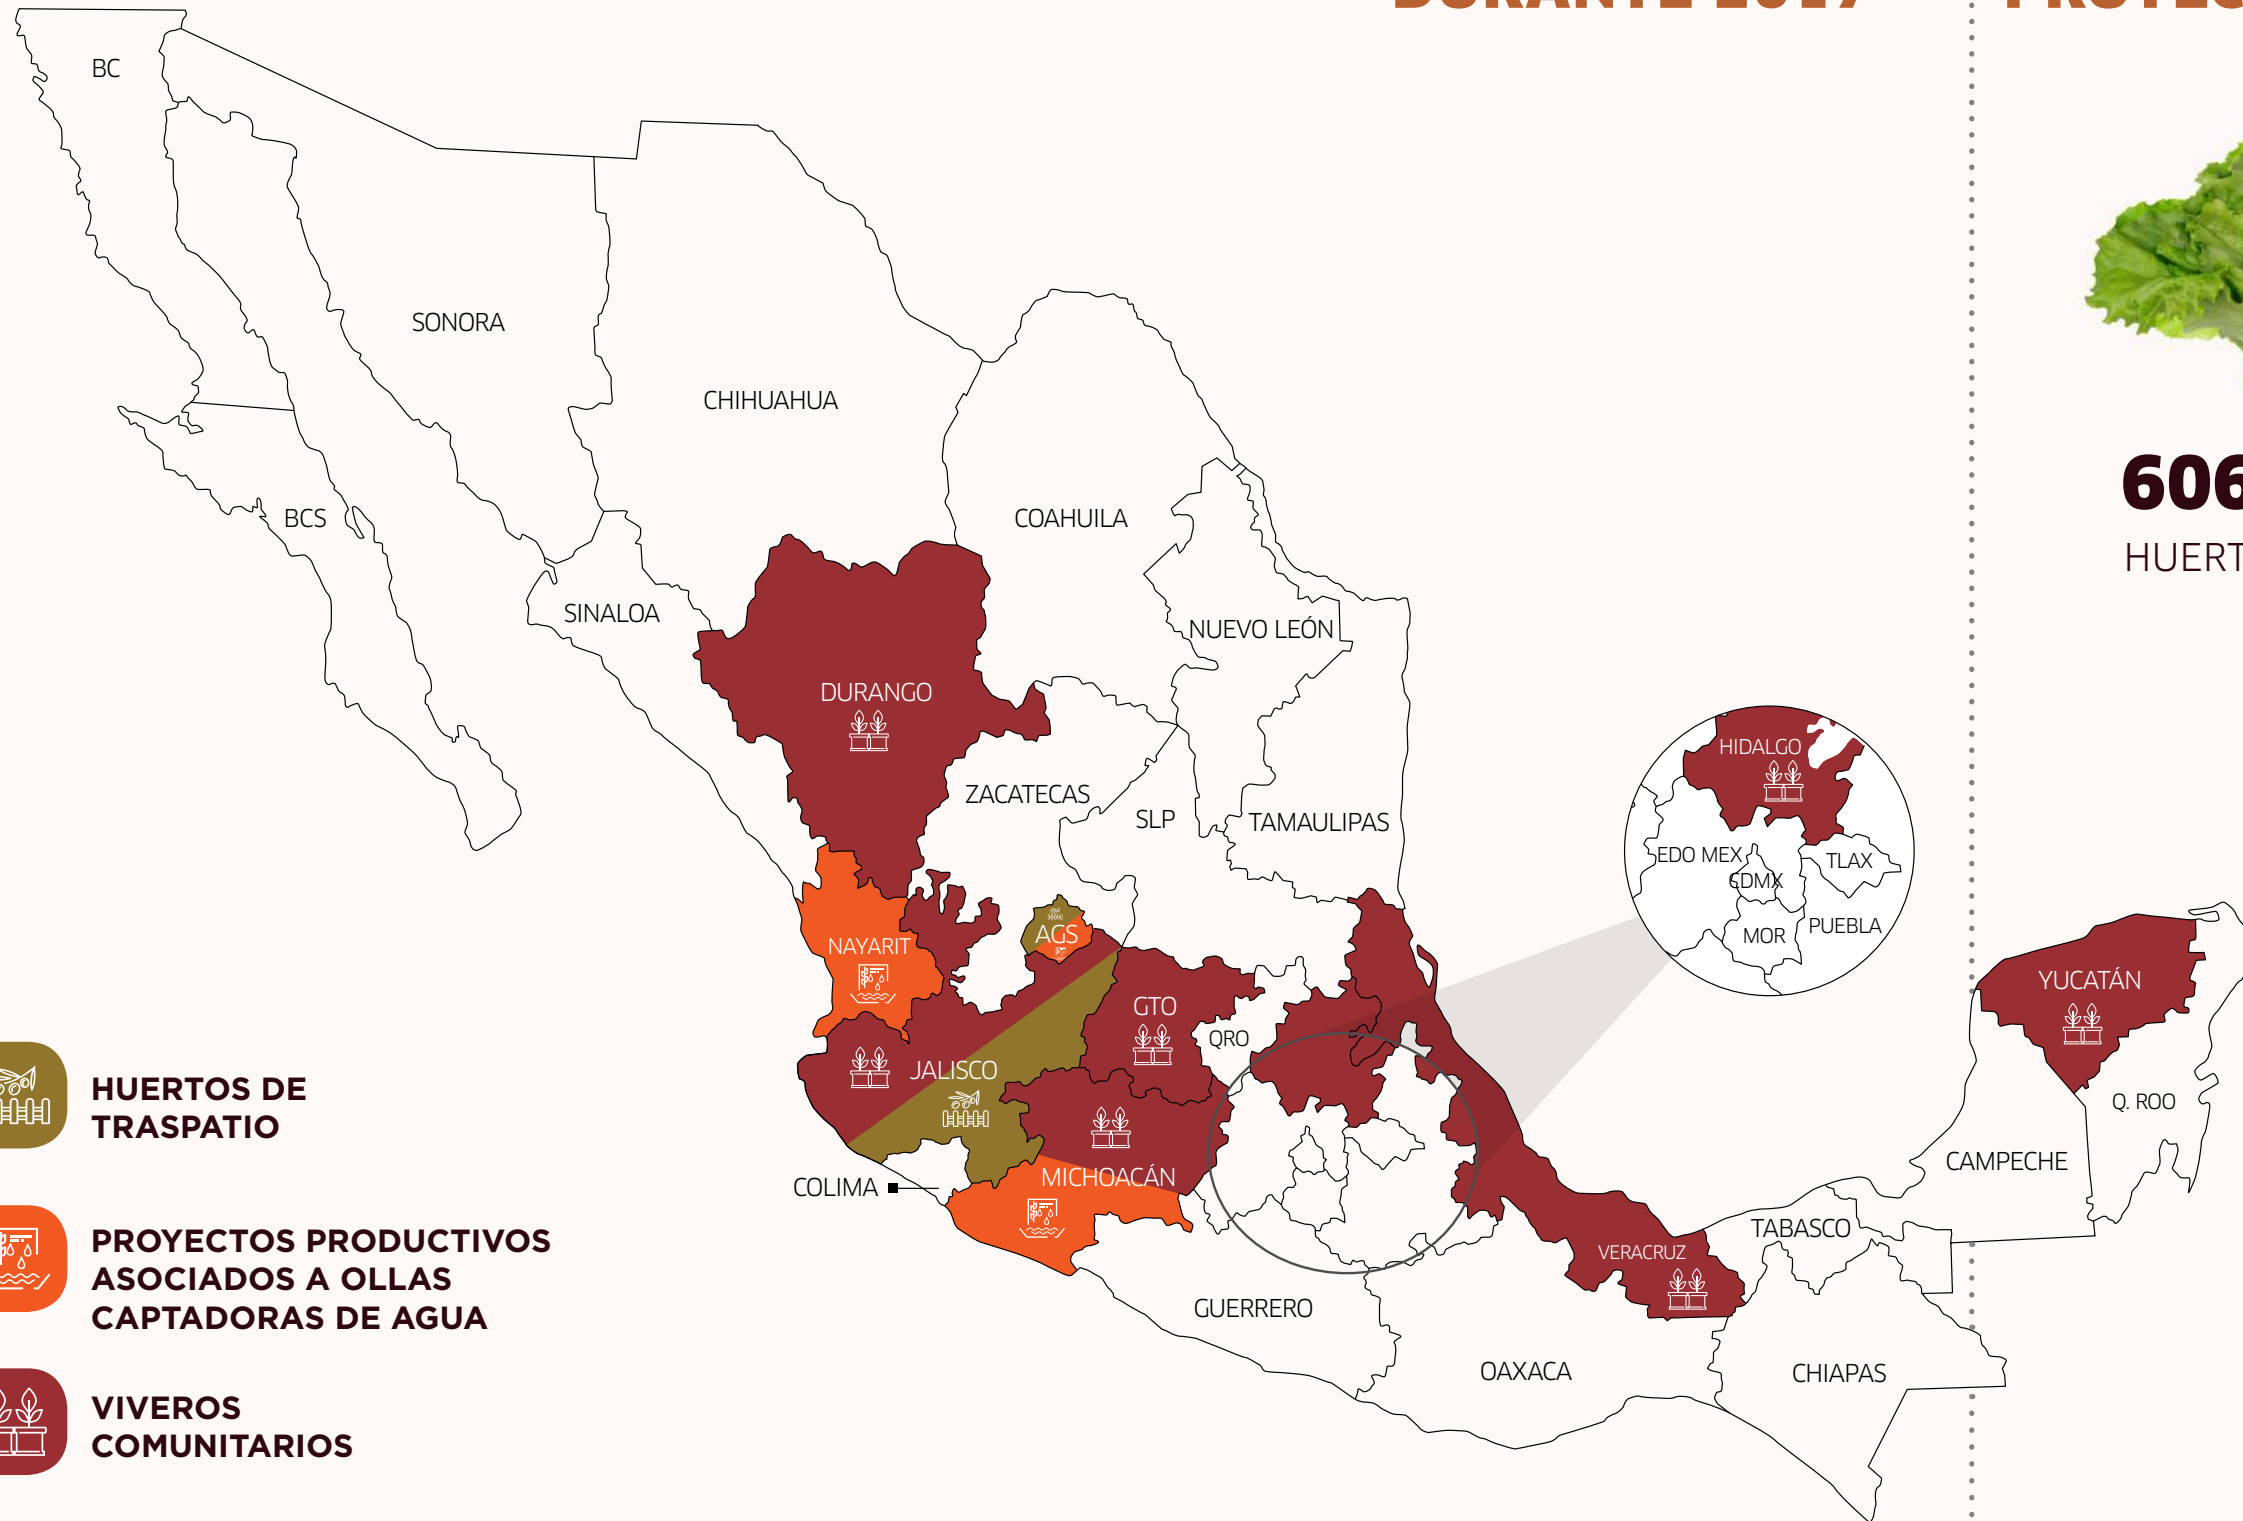 DURANTE 2017
BC
SONORA
CHIHUAHUA
BCS
COAHUILA
606
HUERT
SINALOA
NUEVO LEÓN
DURANGO
HIDALGO
ZACATECAS
SLP
TAMAULIPAS
EDO MEX
TLAX
CDMX
PUEBLA
MOR
AGS
NAYARIT
YUCATÁN
GTO
QRO
JALISCO
Q. ROO
HUERTOS DE
TRASPATIO
CAMPECHE
MICHOACÁN
COLIMA
TABASCO
VERACRUZ
PROYECTOS PRODUCTIVOS
ASOCIADOS A OLLAS
CAPTADORAS DE AGUA
GUERRERO
OAXACA
CHIAPAS
VIVEROS
COMUNITARIOS